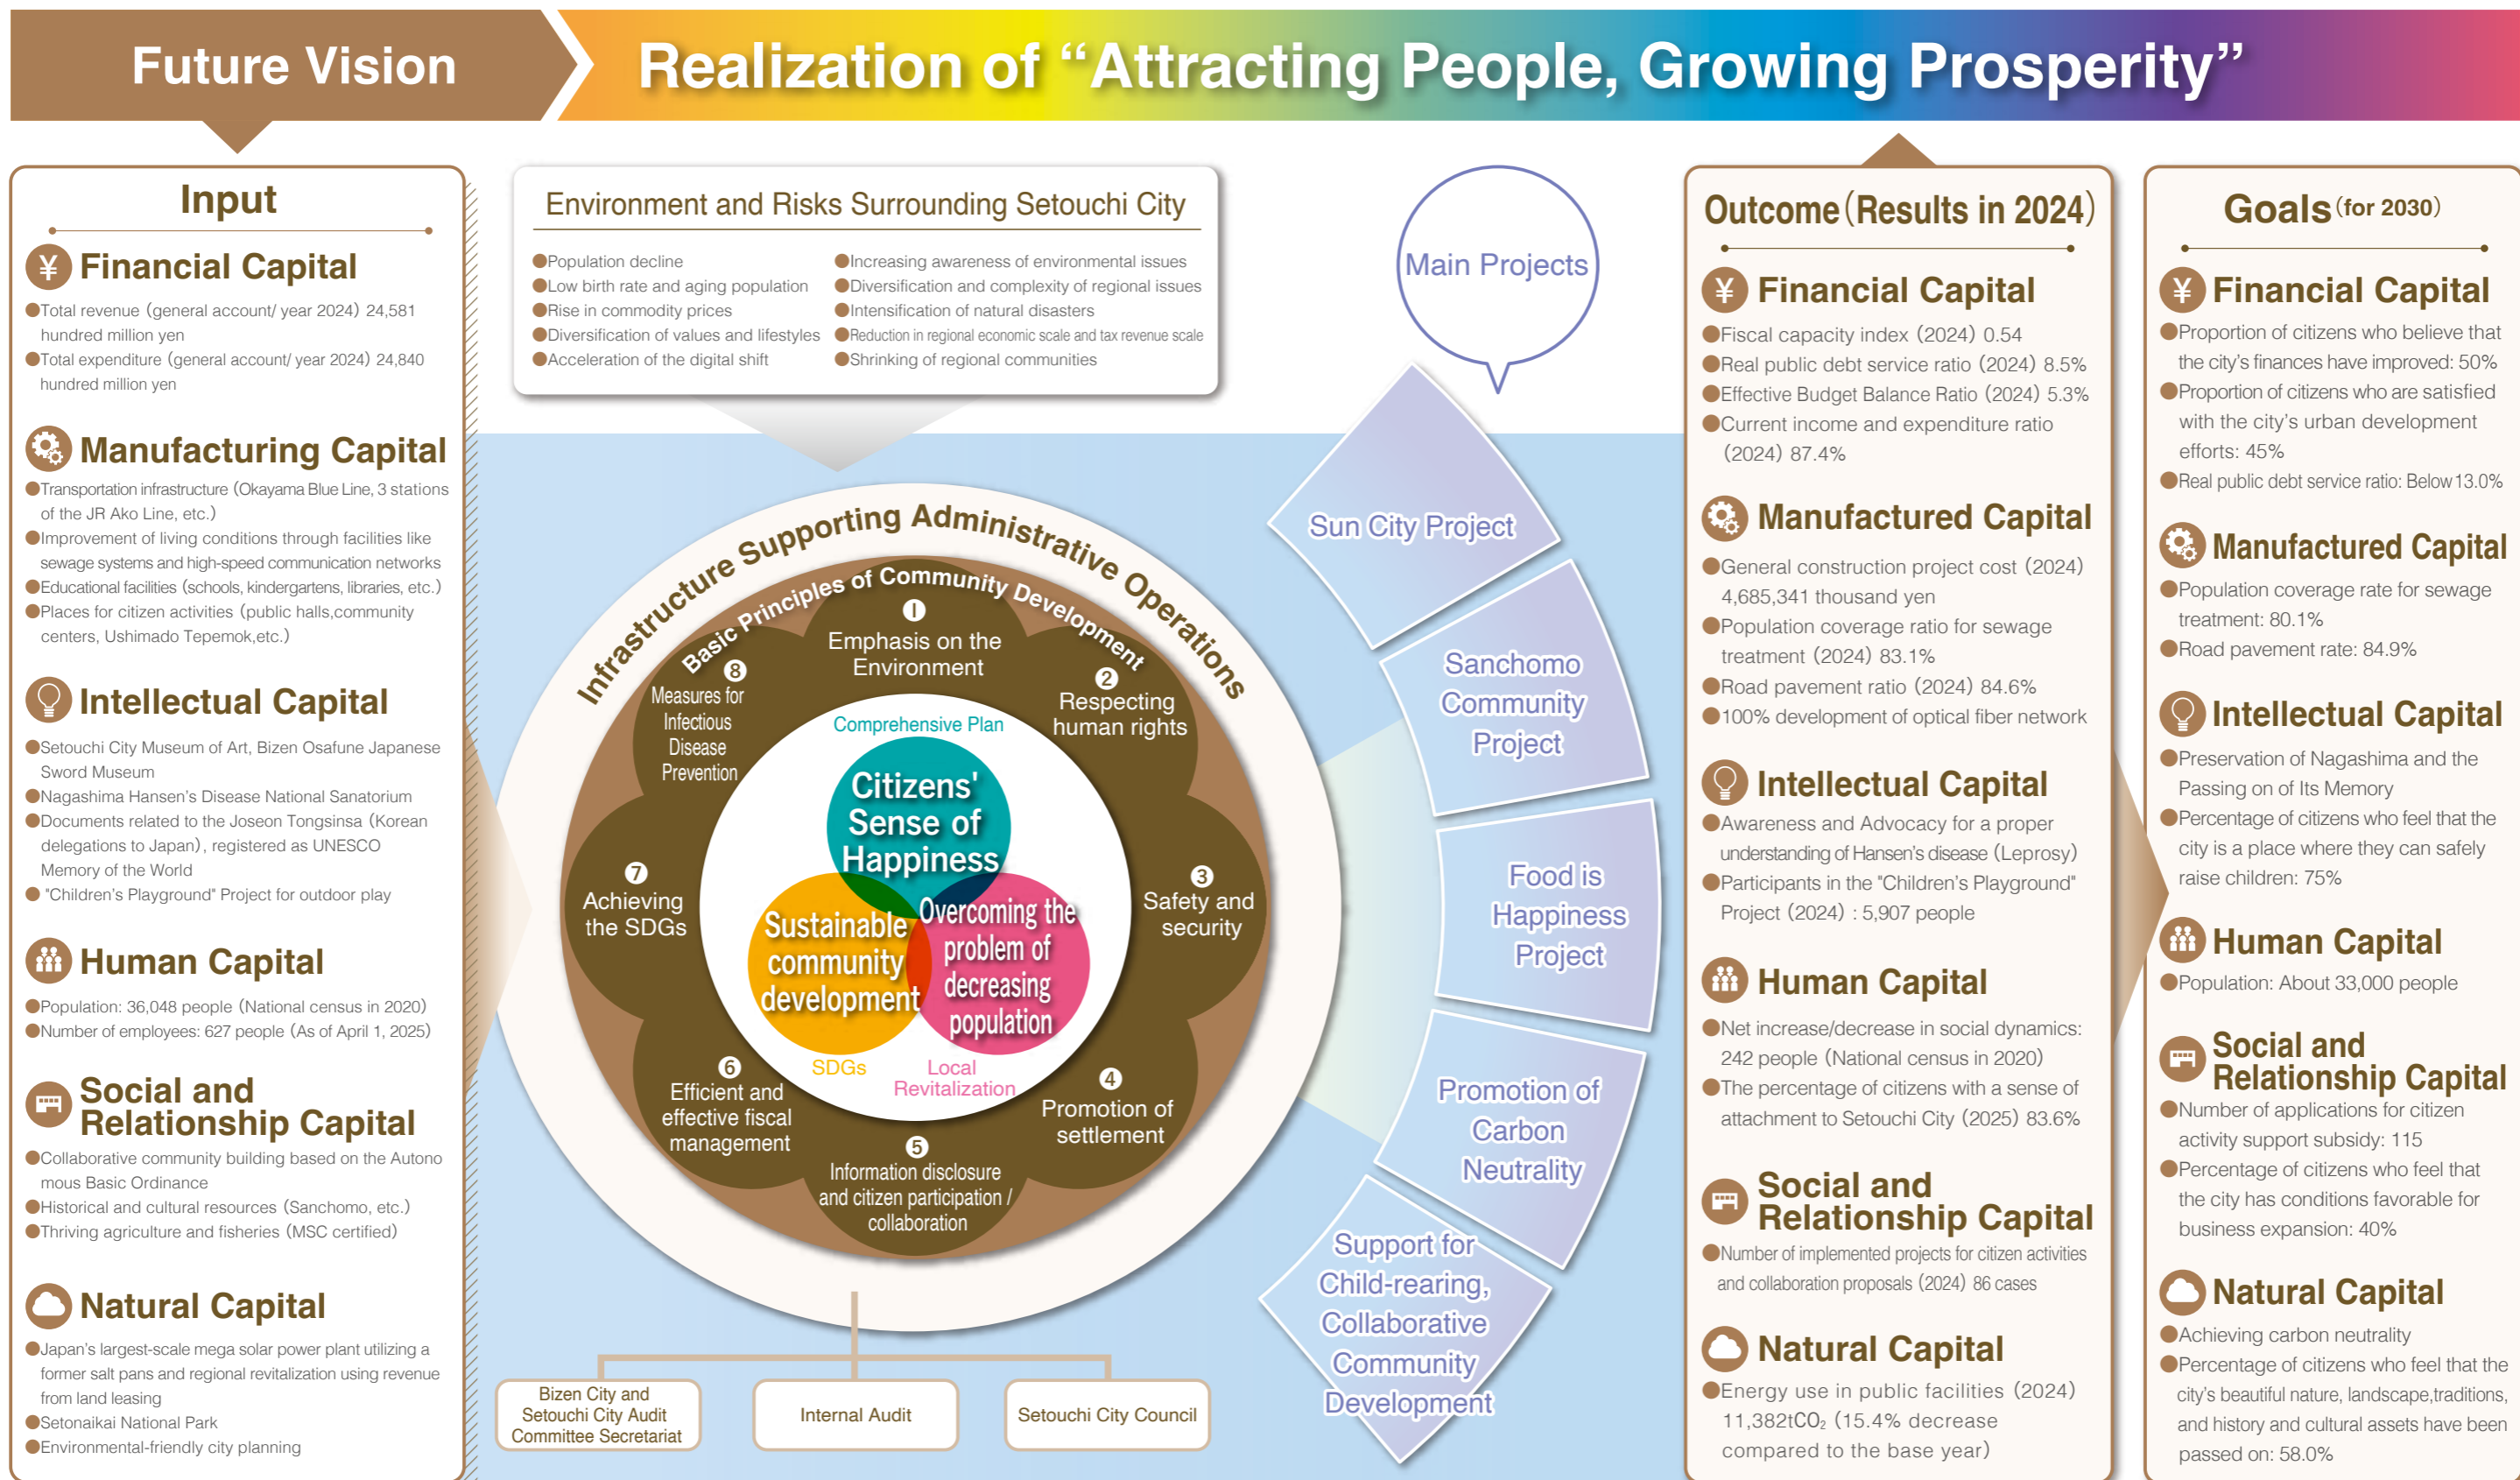 Future Vision
Realization of “Attracting People, Growing Prosperity”
Input
¥ Financial Capital
●Total revenue (general account/ year 2024) 24,581
hundred million yen
●Total expenditure (general account/ year 2024) 24,840
hundred million yen
Manufacturing Capital
●Transportation infrastructure (Okayama Blue Line, 3 stations
of the JR Ako Line, etc.)
●Improvement of living conditions through facilities like
sewage systems and high-speed communication networks
●Educational facilities (schools, kindergartens, libraries, etc.)
●Places for citizen activities (public halls,community
centers, Ushimado Tepemok,etc.)
Intellectual Capital
●Setouchi City Museum of Art, Bizen Osafune Japanese
Sword Museum
●Nagashima Hansen’s Disease National Sanatorium
●Documents related to the Joseon Tongsinsa (Korean
delegations to Japan), registered as UNESCO
Memory of the World
● "Children’s Playground" Project for outdoor play
Human Capital
●Population: 36,048 people (National census in 2020)
●Number of employees: 627 people (As of April 1, 2025)
Social and
Relationship Capital
●Collaborative community building based on the Autono
mous Basic Ordinance
●Historical and cultural resources (Sanchomo, etc.)
●Thriving agriculture and fisheries (MSC certified)
Natural Capital
●Japan’s largest-scale mega solar power plant utilizing a
former salt pans and regional revitalization using revenue
from land leasing
●Setonaikai National Park
●Environmental-friendly city planning
Environment and Risks Surrounding Setouchi City
●Population decline
●Low birth rate and aging population
●Rise in commodity prices
●Diversification of values and lifestyles
●Acceleration of the digital shift
●Increasing awareness of environmental issues
●Diversification and complexity of regional issues
●Intensification of natural disasters
●Reduction in regional economic scale and tax revenue scale
●Shrinking of regional communities
Infrastructure Supporting Administrative Operations
Basic Principles of Community Development
❶
Emphasis on the
Environment
❷
Respecting
human rights
❸
Safety and
security
❹
Promotion of
settlement
❺
Information disclosure
and citizen participation /
collaboration
❻
Efficient and
effective fiscal
management
❼
Achieving
the SDGs
❽
Measures for
Infectious
Disease
Prevention
Comprehensive Plan
Citizens'
Sense of
Happiness
Sustainable
community
development
Overcoming the
problem of
decreasing
population
SDGs
Local
Revitalization
Bizen City and
Setouchi City Audit
Committee Secretariat
Internal Audit
Setouchi City Council
Main Projects
Sun City Project
Sanchomo
Community
Project
Food is
Happiness
Project
Promotion of
Carbon
Neutrality
Support for
Child-rearing,
Collaborative
Community
Development
Outcome (Results in 2024)
¥ Financial Capital
●Fiscal capacity index (2024) 0.54
●Real public debt service ratio (2024) 8.5%
●Effective Budget Balance Ratio (2024) 5.3%
●Current income and expenditure ratio
(2024) 87.4%
Manufactured Capital
●General construction project cost (2024)
4,685,341 thousand yen
●Population coverage ratio for sewage
treatment (2024) 83.1%
●Road pavement ratio (2024) 84.6%
●100% development of optical fiber network
Intellectual Capital
●Awareness and Advocacy for a proper
understanding of Hansen’s disease (Leprosy)
●Participants in the "Children’s Playground"
Project (2024) : 5,907 people
Human Capital
●Net increase/decrease in social dynamics:
242 people (National census in 2020)
●The percentage of citizens with a sense of
attachment to Setouchi City (2025) 83.6%
Social and
Relationship Capital
●Number of implemented projects for citizen activities
and collaboration proposals (2024) 86 cases
Natural Capital
●Energy use in public facilities (2024)
11,382tCO₂ (15.4% decrease
compared to the base year)
Goals (for 2030)
¥ Financial Capital
●Proportion of citizens who believe that
the city’s finances have improved: 50%
●Proportion of citizens who are satisfied
with the city’s urban development
efforts: 45%
●Real public debt service ratio: Below 13.0%
Manufactured Capital
●Population coverage rate for sewage
treatment: 80.1%
●Road pavement rate: 84.9%
Intellectual Capital
●Preservation of Nagashima and the
Passing on of Its Memory
●Percentage of citizens who feel that the
city is a place where they can safely
raise children: 75%
Human Capital
●Population: About 33,000 people
Social and
Relationship Capital
●Number of applications for citizen
activity support subsidy: 115
●Percentage of citizens who feel that
the city has conditions favorable for
business expansion: 40%
Natural Capital
●Achieving carbon neutrality
●Percentage of citizens who feel that the
city’s beautiful nature, landscape,traditions,
and history and cultural assets have been
passed on: 58.0%